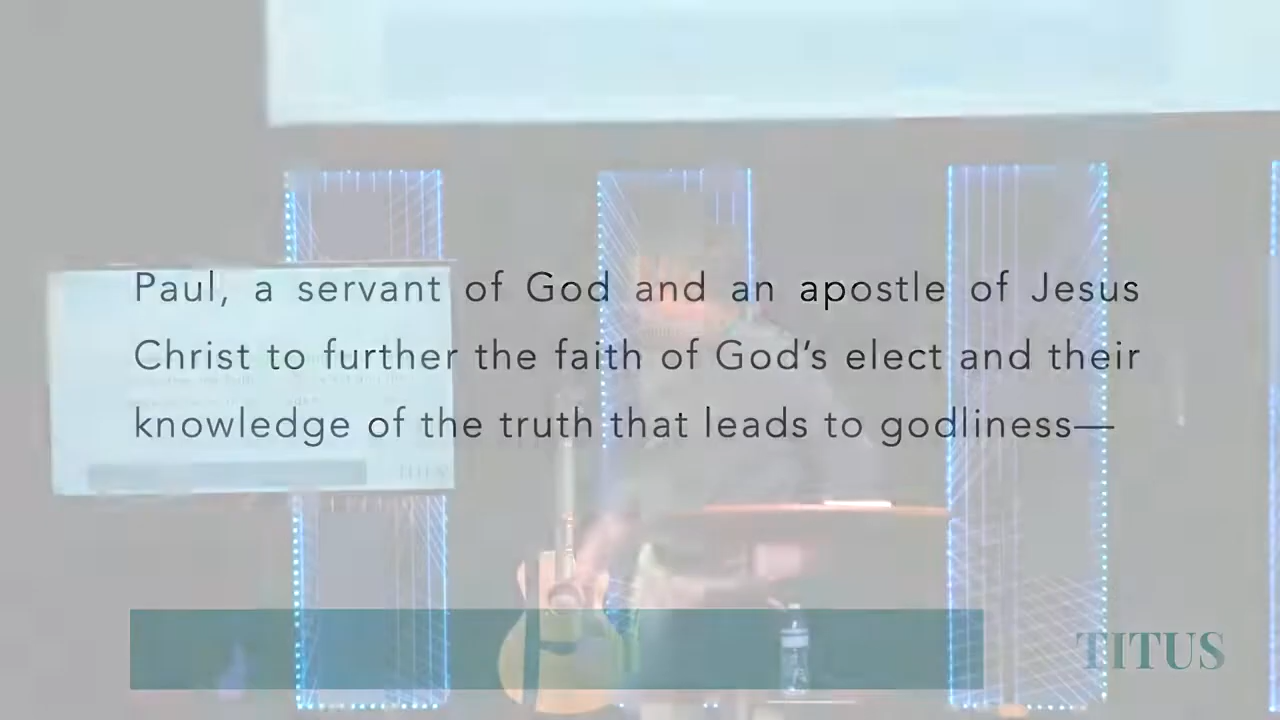 Paul, a servant of God and an apostle of Jesus
Christ to further the faith of God’s elect and their
knowledge of the truth that leads to godliness—
TITUS
TITUS